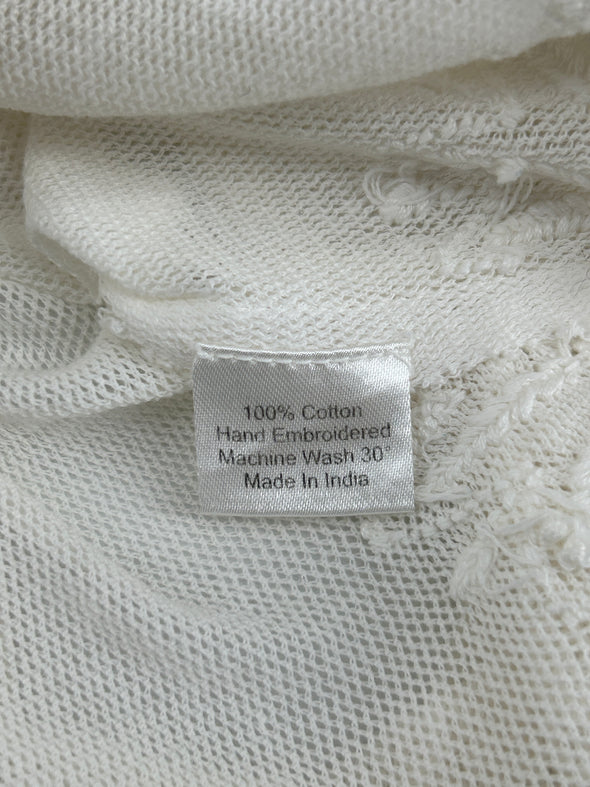 100% Cotton
Hand Embroidered
Machine Wash 30°
Made In India